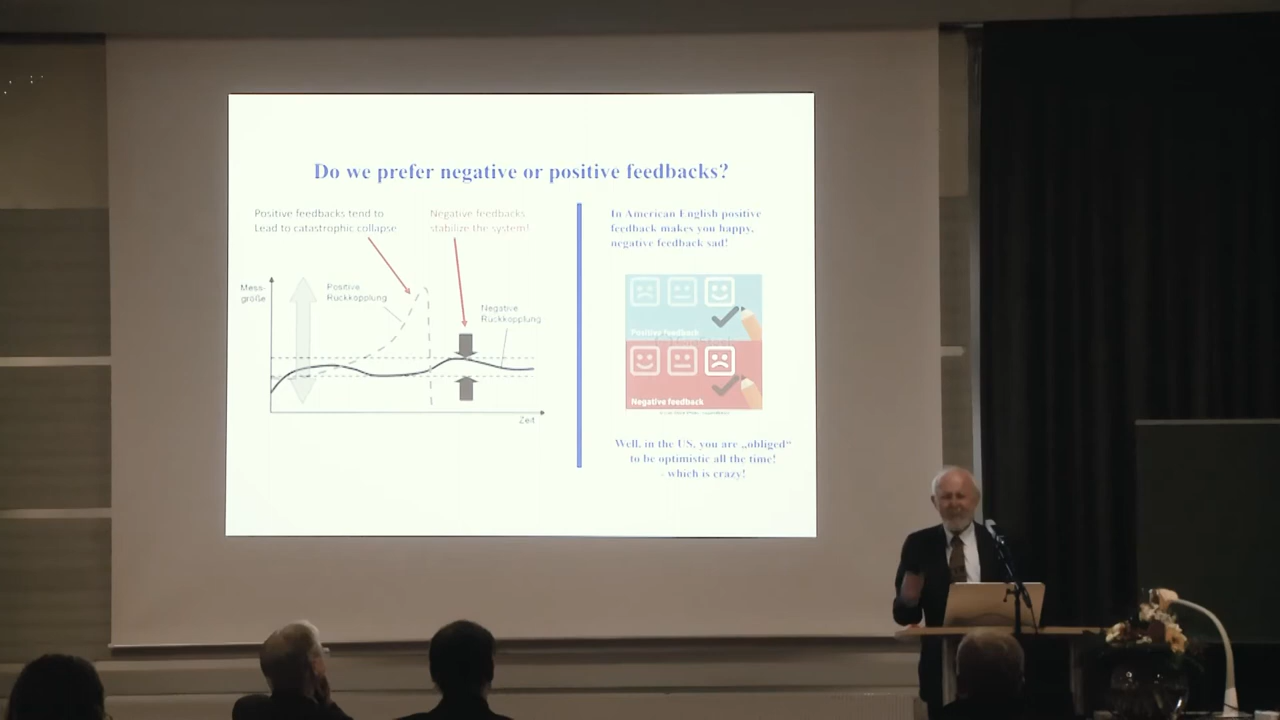 Do we prefer negative or positive feedbacks?
Positive feedbacks tend to
Lead to catastrophic collapse
Negative feedbacks
stabilize the system!
Mess-
größe
Positive
Rückkopplung
Negative
Rückkopplung
Zeit
In American English positive
feedback makes you happy,
negative feedback sad!
Positive feedback
Negative feedback
Well, in the US, you are „obliged“
to be optimistic all the time!
- which is crazy!